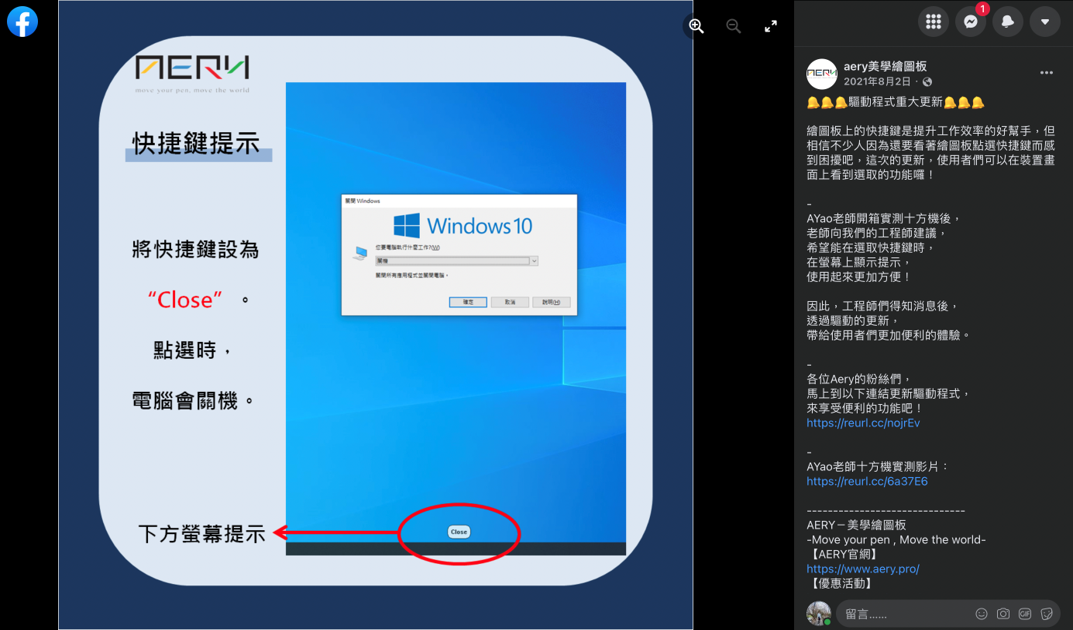 AERY
move your pen, move the world
快捷鍵提示
將快捷鍵設為
“Close” 。
點選時,
電腦會關機。
關閉 Windows
Windows 10
您要電腦執行什麼工作?(W)
關機
關閉所有應用程式並關閉電腦。
確定
取消
說明(H)
Close
下方螢幕提示
1
AERY
aery美學繪圖板
2021年8月2日 ·
🔔🔔🔔驅動程式重大更新🔔🔔🔔
繪圖板上的快捷鍵是提升工作效率的好幫手,但
相信不少人因為還要看著繪圖板點選快捷鍵而感
到困擾吧,這次的更新,使用者們可以在裝置畫
面上看到選取的功能囉!
-
AYao老師開箱實測十方機後,
老師向我們的工程師建議,
希望能在選取快捷鍵時,
在螢幕上顯示提示,
使用起來更加方便!
因此,工程師們得知消息後,
透過驅動的更新,
帶給使用者們更加便利的體驗。
-
各位Aery的粉絲們,
馬上到以下連結更新驅動程式,
來享受便利的功能吧!
https://reurl.cc/nojrEv
-
AYao老師十方機實測影片:
https://reurl.cc/6a37E6
------------------------------
AERY－美學繪圖板
-Move your pen , Move the world-
【AERY官網】
https://www.aery.pro/
【優惠活動】
留言......
GIF